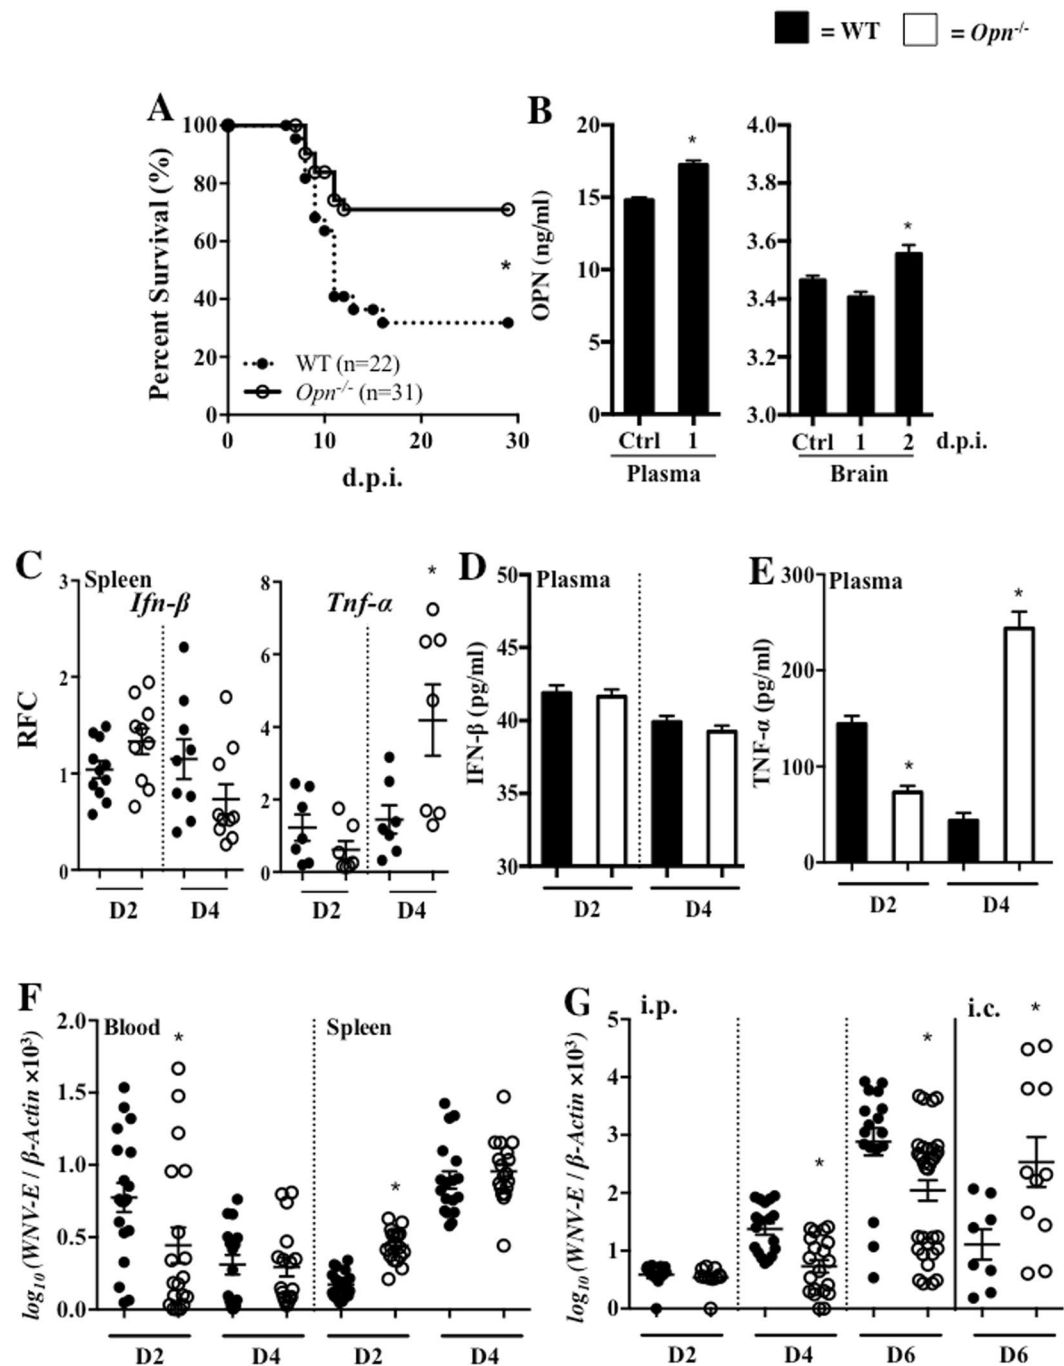 = WT = Opn-/-
A
Percent Survival (%)
100
80
60
40
20
0
WT (n=22)
Opn-/- (n=31)
0 10 20 30
d.p.i.
B
OPN (ng/ml)
20
15
10
5
0
Ctrl 1
Plasma
*
4.0
3.8
3.6
3.4
3.2
3.0
*
Ctrl 1 2 d.p.i.
Brain
*
C
RFC
3
2
1
0
Spleen
Ifn-β
D2 D4
8
6
4
2
0
Tnf-α
*
D2 D4
D
IFN-β (pg/ml)
50
45
40
35
30
Plasma
D2 D4
E
TNF-α (pg/ml)
300
200
100
0
Plasma
*
*
D2 D4
F
log10 (WNV-E / β-Actin ×10³)
2.0
1.5
1.0
0.5
0.0
Blood
Spleen
*
*
D2 D4 D2 D4
G
log10 (WNV-E / β-Actin ×10³)
5
4
3
2
1
0
i.p.
i.c.
*
*
*
D2 D4 D6 D6